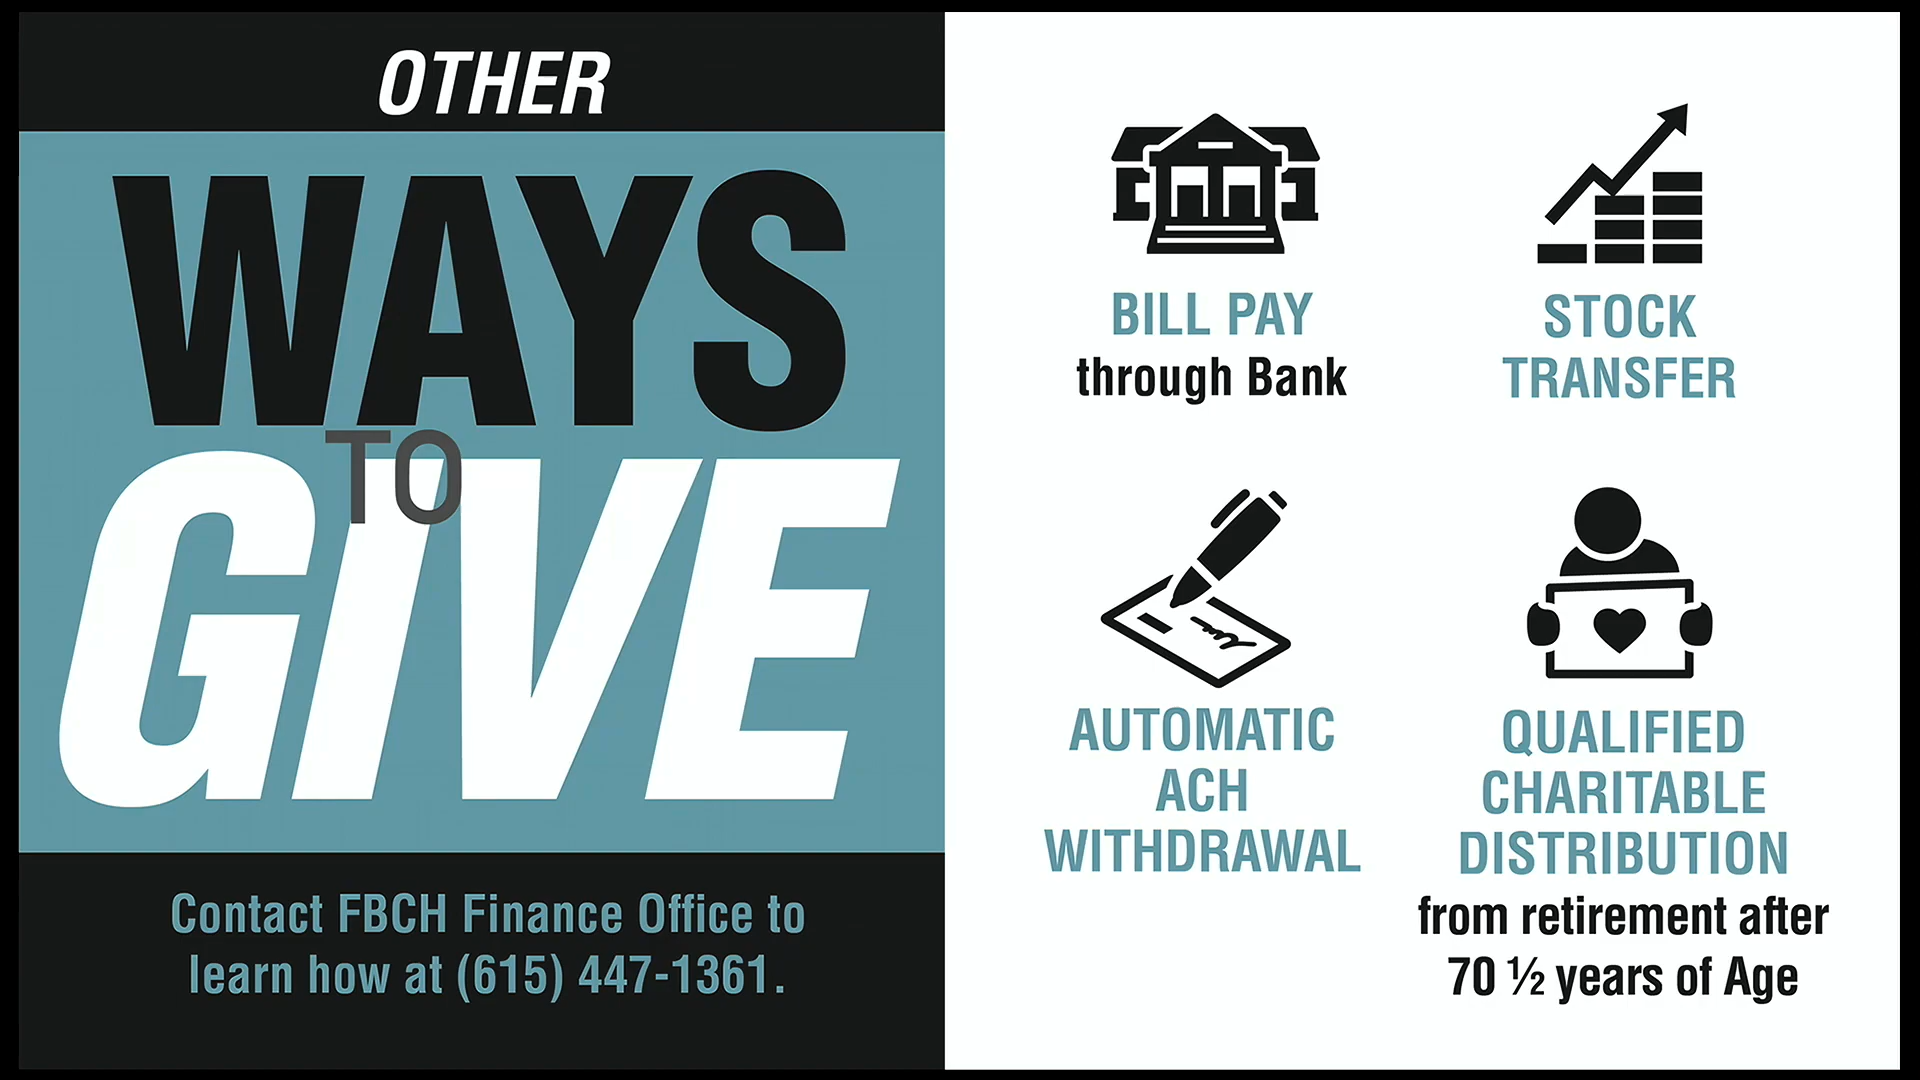 OTHER
WAYS
TO
GIVE
Contact FBCH Finance Office to
learn how at (615) 447-1361.
BILL PAY
through Bank
STOCK
TRANSFER
AUTOMATIC
ACH
WITHDRAWAL
QUALIFIED
CHARITABLE
DISTRIBUTION
from retirement after
70 ½ years of Age